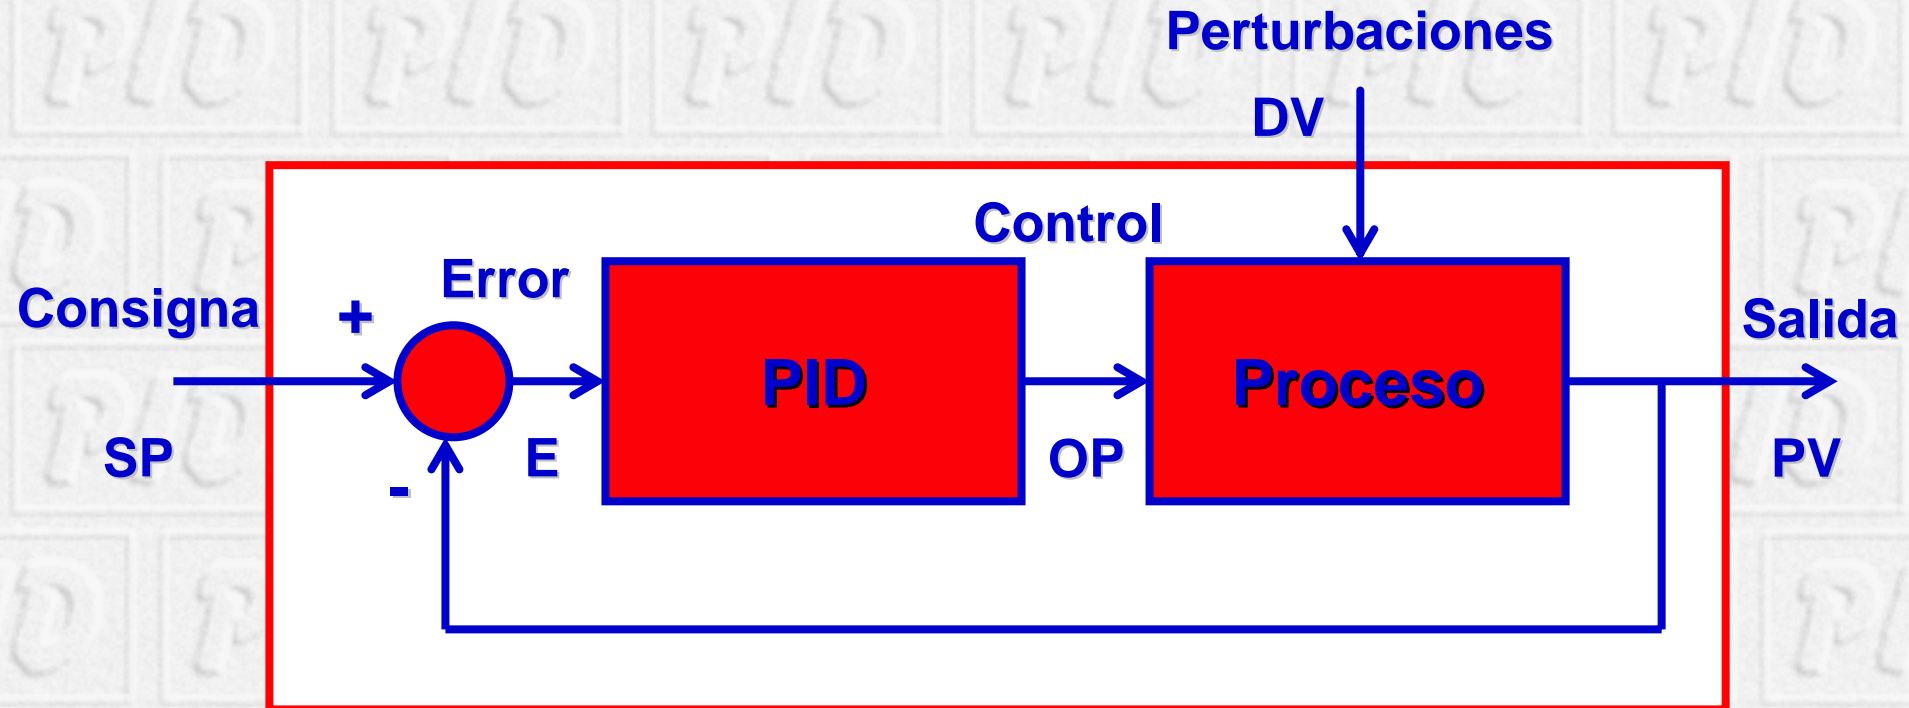 Perturbaciones
DV
Control
Error
Consigna
+
Salida
PID
Proceso
SP
-
E
OP
PV